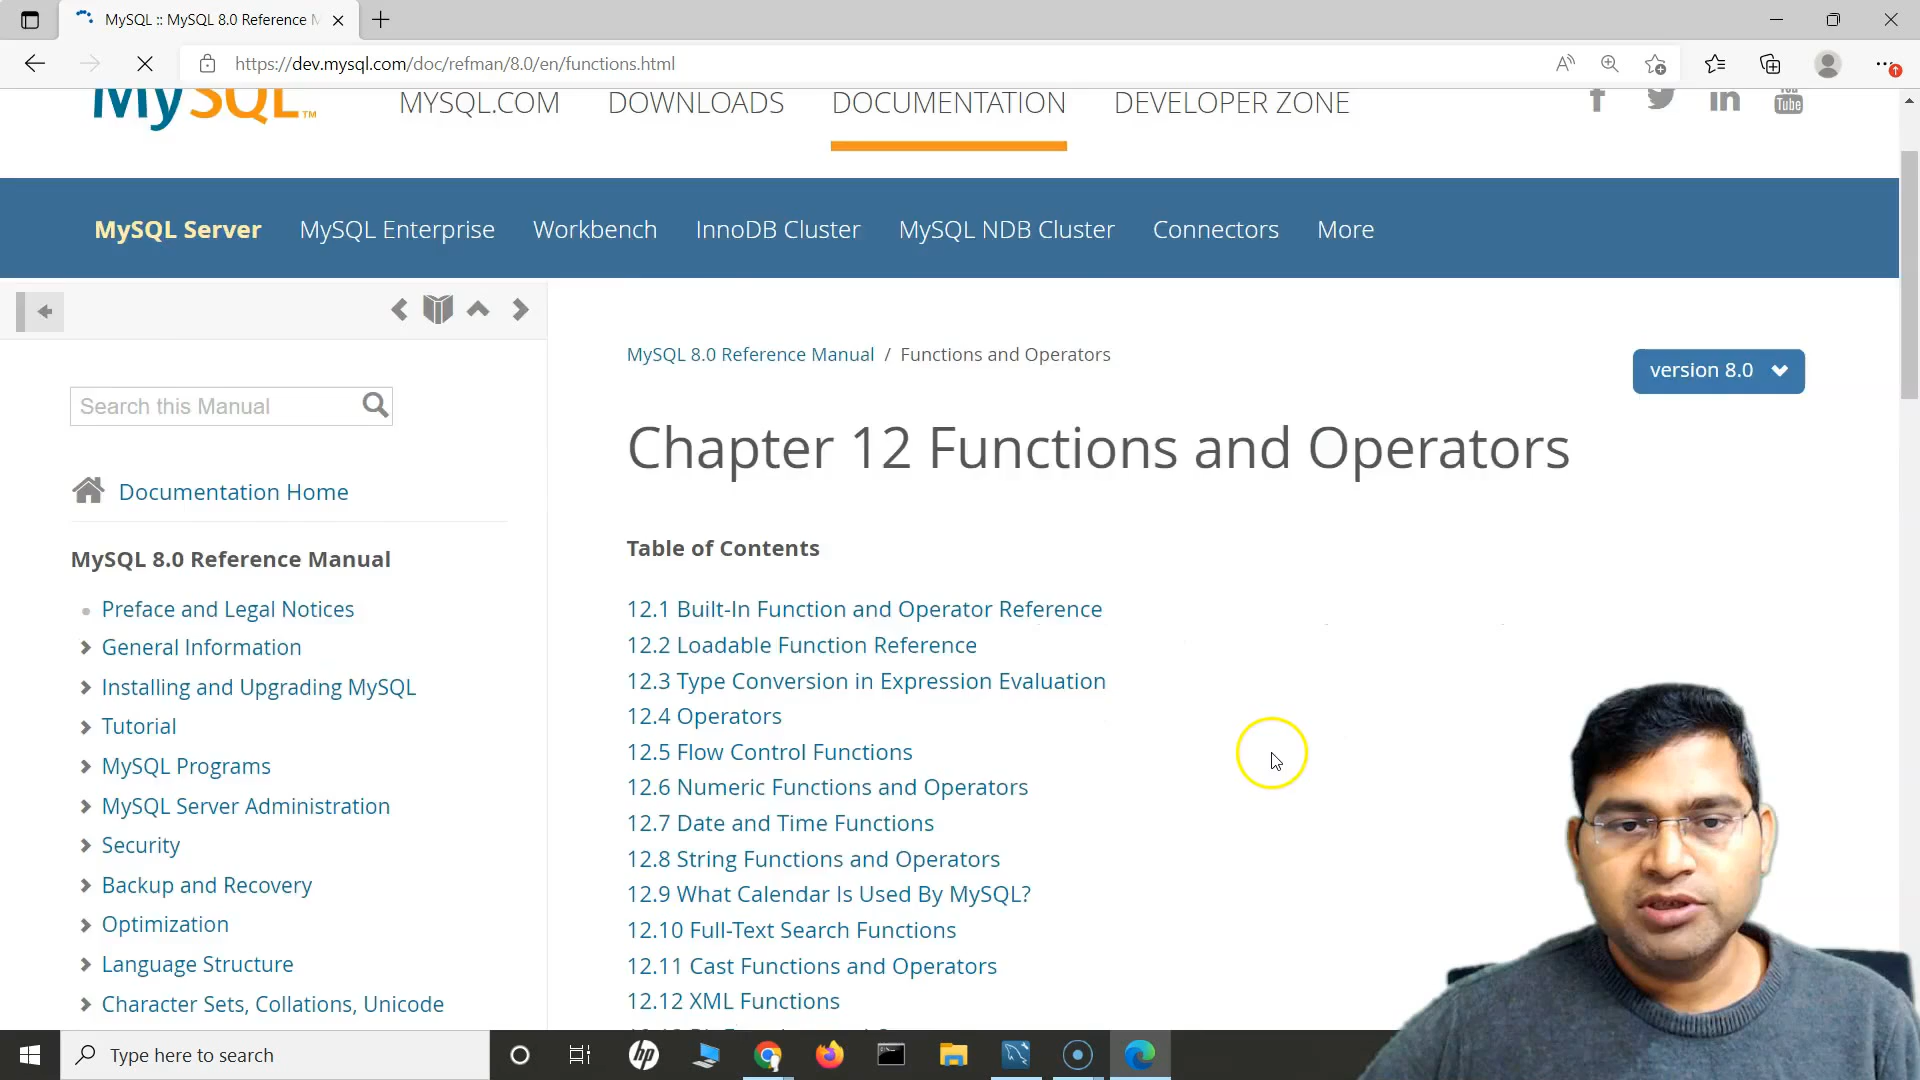 MySQL :: MySQL 8.0 Reference M
https://dev.mysql.com/doc/refman/8.0/en/functions.html
MySQL™
MYSQL.COM
DOWNLOADS
DOCUMENTATION
DEVELOPER ZONE
You
Tube
MySQL Server
MySQL Enterprise
Workbench
InnoDB Cluster
MySQL NDB Cluster
Connectors
More
Search this Manual
Documentation Home
MySQL 8.0 Reference Manual
Preface and Legal Notices
General Information
Installing and Upgrading MySQL
Tutorial
MySQL Programs
MySQL Server Administration
Security
Backup and Recovery
Optimization
Language Structure
Character Sets, Collations, Unicode
MySQL 8.0 Reference Manual / Functions and Operators
version 8.0
Chapter 12 Functions and Operators
Table of Contents
12.1 Built-In Function and Operator Reference
12.2 Loadable Function Reference
12.3 Type Conversion in Expression Evaluation
12.4 Operators
12.5 Flow Control Functions
12.6 Numeric Functions and Operators
12.7 Date and Time Functions
12.8 String Functions and Operators
12.9 What Calendar Is Used By MySQL?
12.10 Full-Text Search Functions
12.11 Cast Functions and Operators
12.12 XML Functions
Type here to search
hp